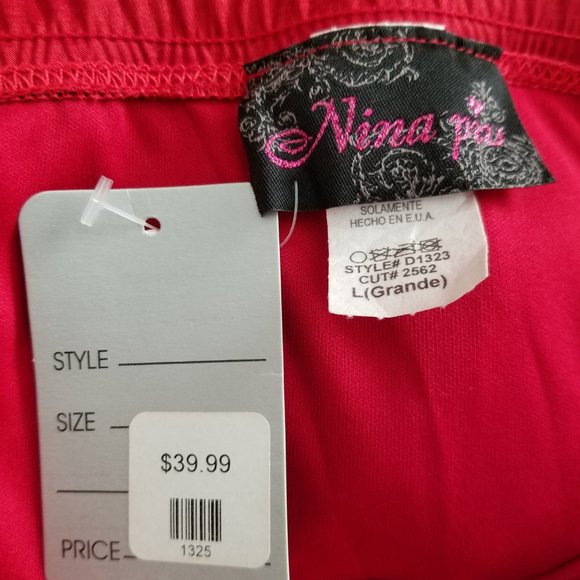 Nina piu
SOLAMENTE
HECHO EN E.U.A.
STYLE# D1323
CUT# 2562
L(Grande)
STYLE
SIZE
$39.99
1325
PRICE